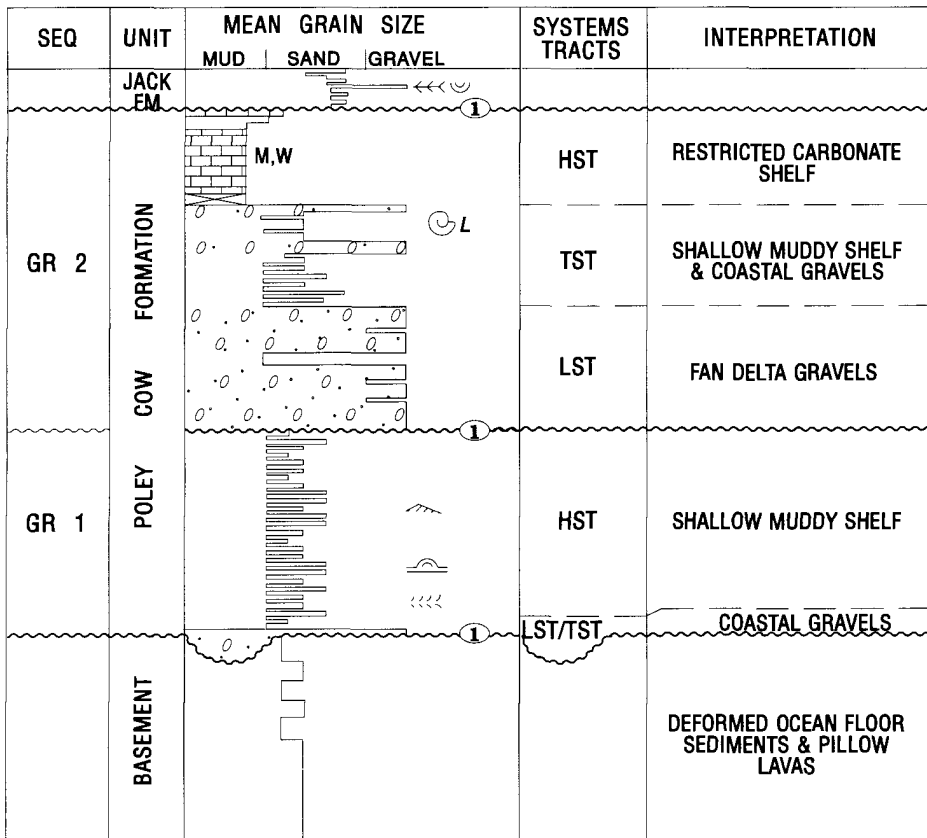 SEQ
UNIT
MEAN GRAIN SIZE
MUD
SAND
GRAVEL
SYSTEMS
TRACTS
INTERPRETATION
JACK
FM
1
M,W
HST
RESTRICTED CARBONATE
SHELF
L
GR 2
TST
SHALLOW MUDDY SHELF
& COASTAL GRAVELS
LST
FAN DELTA GRAVELS
POLEY COW FORMATION
1
GR 1
HST
SHALLOW MUDDY SHELF
1
LST/TST
COASTAL GRAVELS
BASEMENT
DEFORMED OCEAN FLOOR
SEDIMENTS & PILLOW
LAVAS